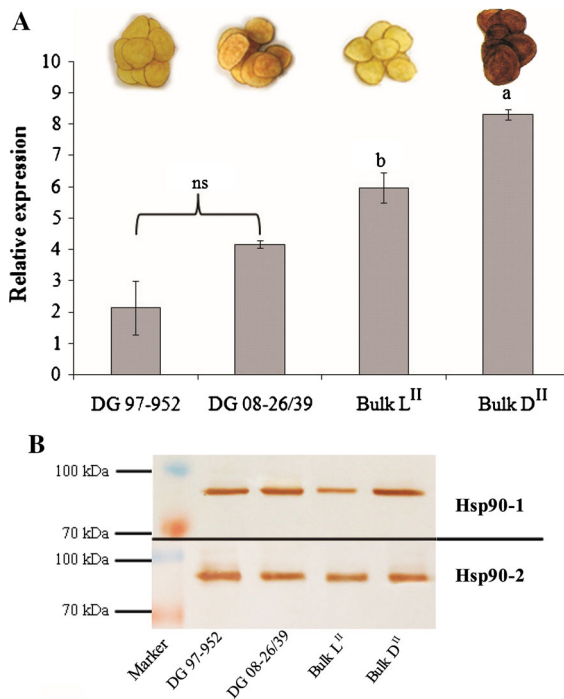 A
Relative expression
10
9
8
7
6
5
4
3
2
1
0
ns
b
a
DG 97-952
DG 08-26/39
Bulk L^II
Bulk D^II
B
100 kDa
70 kDa
100 kDa
70 kDa
Hsp90-1
Hsp90-2
Marker
DG 97-952
DG 08-26/39
Bulk L^II
Bulk D^II